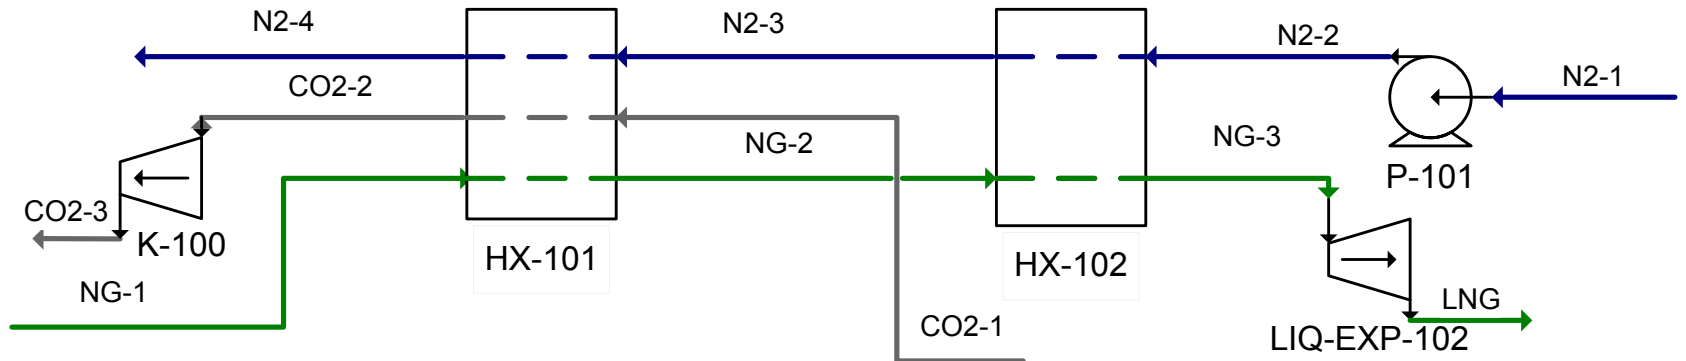 N2-4
N2-3
N2-2
N2-1
CO2-2
NG-2
NG-3
P-101
CO2-3
K-100
HX-101
HX-102
NG-1
CO2-1
LNG
LIQ-EXP-102